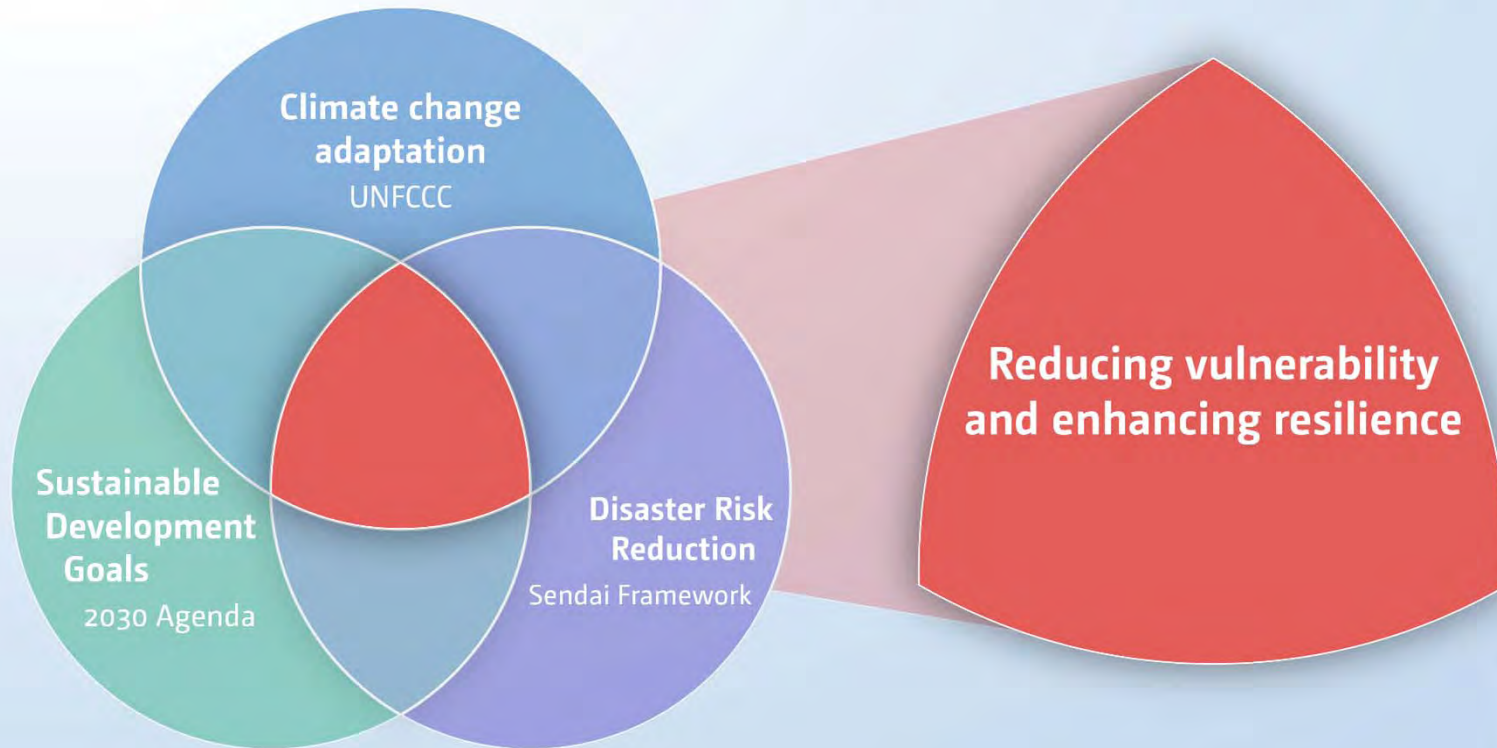 Climate change
adaptation
UNFCCC
Sustainable
Development
Goals
2030 Agenda
Disaster Risk
Reduction
Sendai Framework
Reducing vulnerability
and enhancing resilience